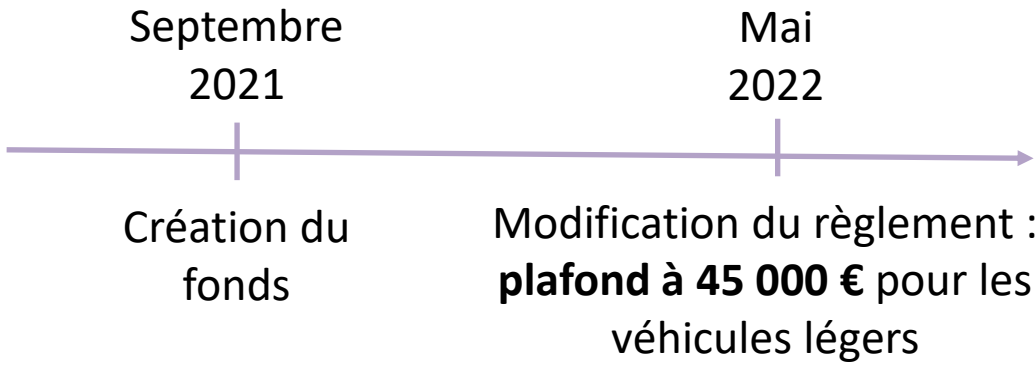 Septembre
2021
Mai
2022
Création du
fonds
Modification du règlement :
plafond à 45 000 € pour les
véhicules légers